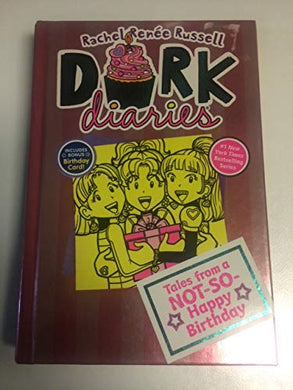 Rachel Renée Russell
DORK
diaries
INCLUDES
BONUS
Birthday
Card!
#1 New
York Times
Bestselling
Series
Tales from a
NOT-SO-
Happy
Birthday